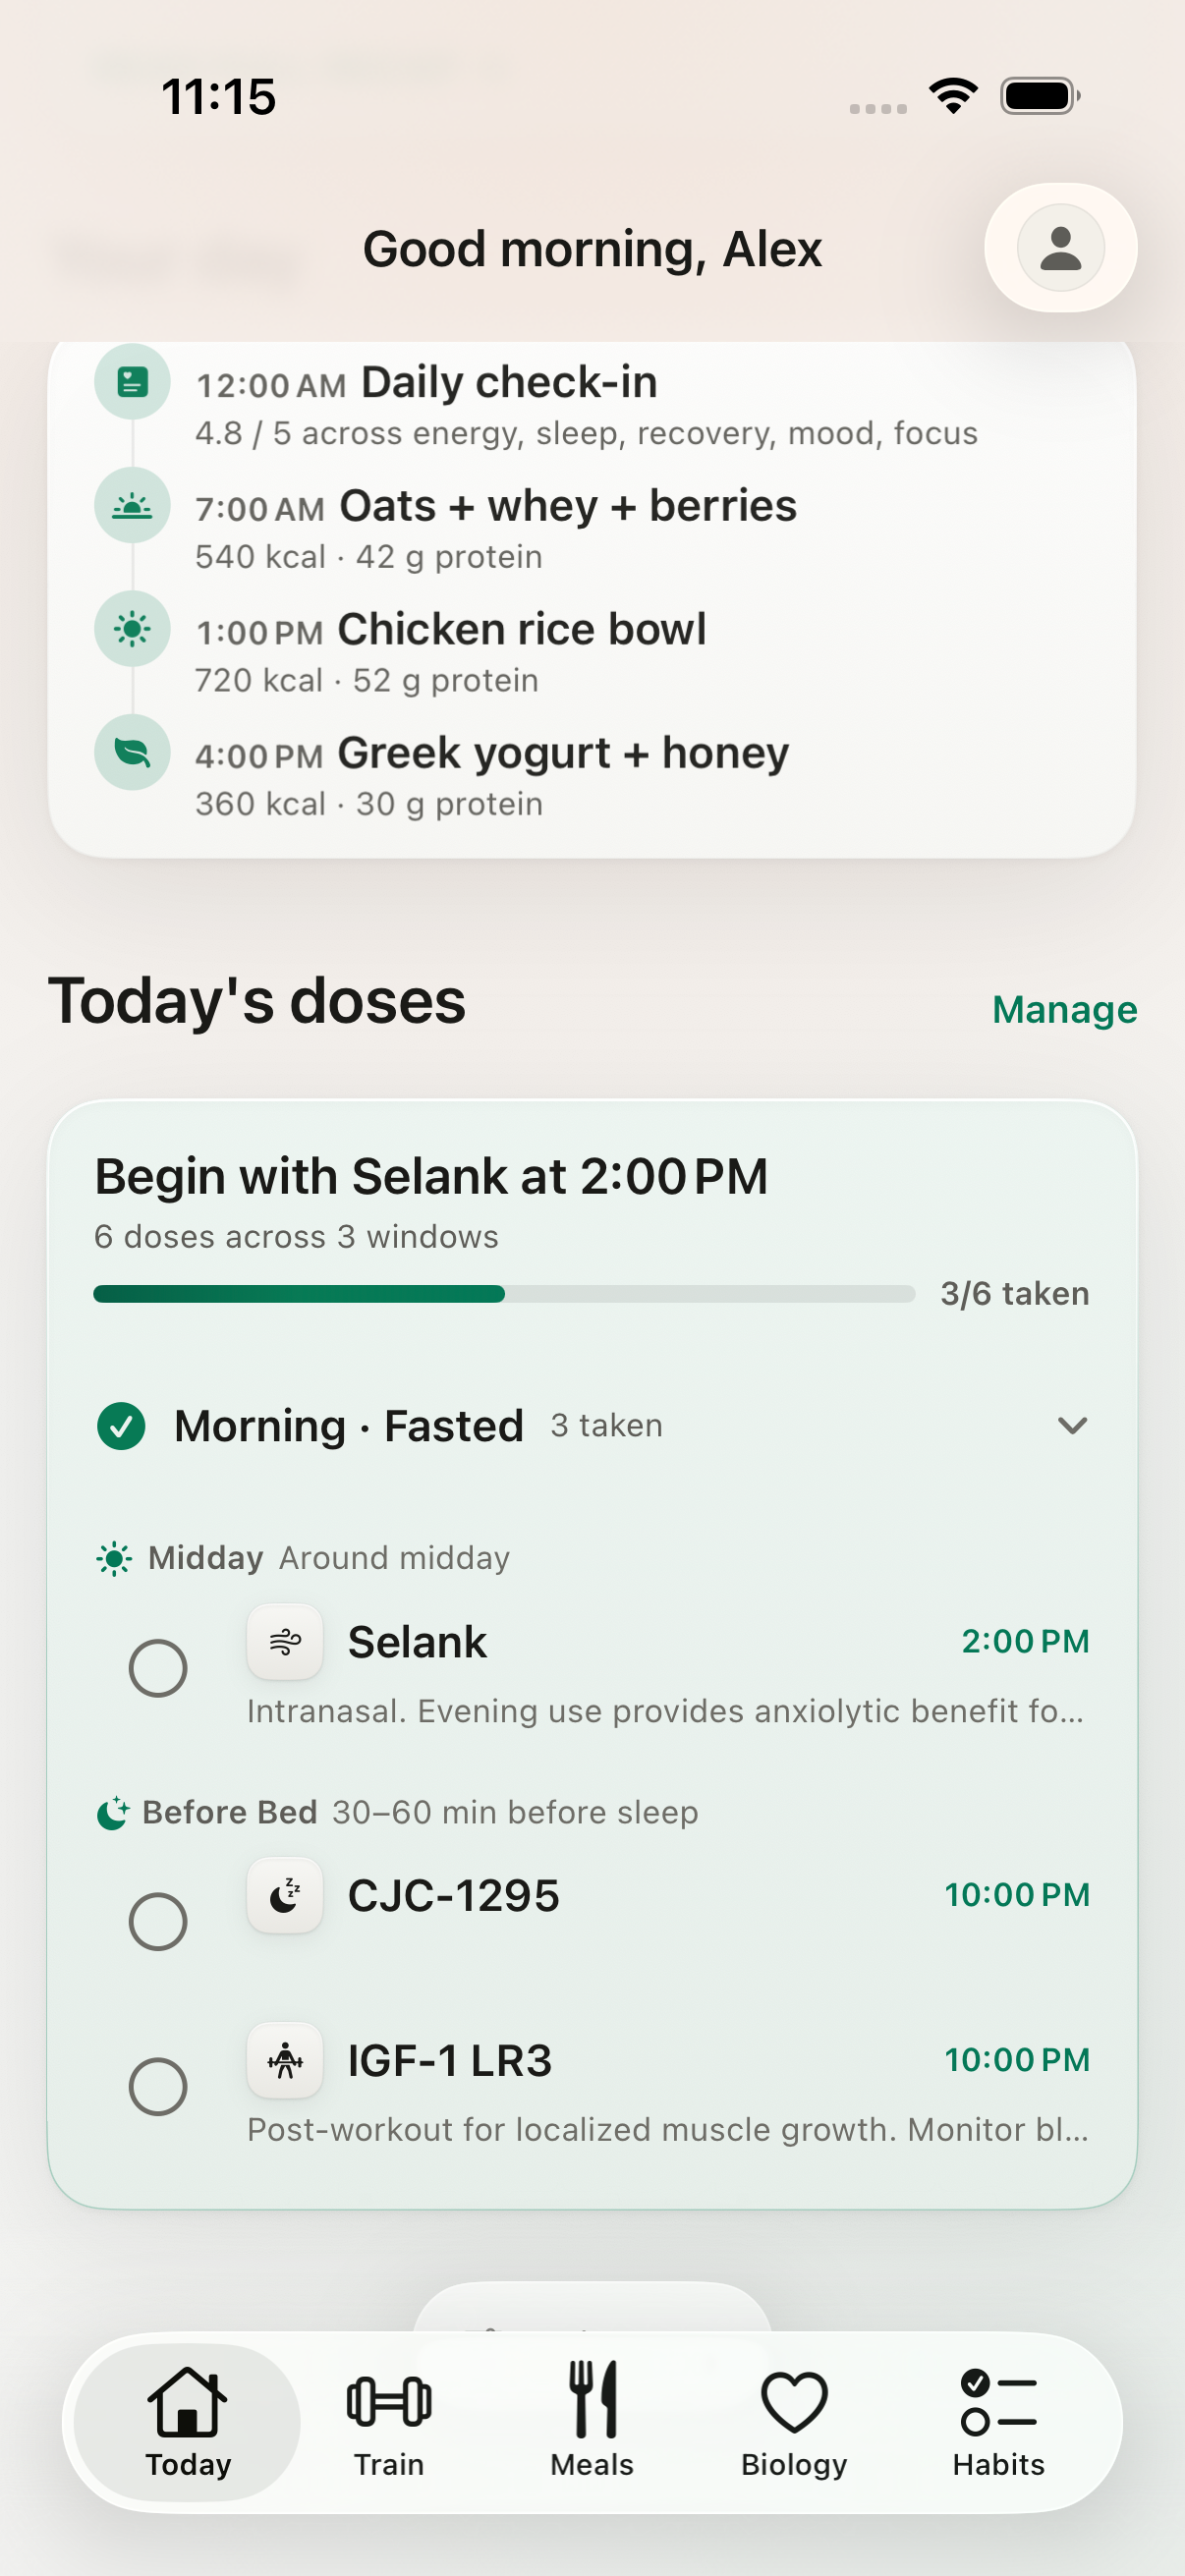 11:15
Good morning, Alex
12:00 AM Daily check-in
4.8 / 5 across energy, sleep, recovery, mood, focus
7:00 AM Oats + whey + berries
540 kcal · 42 g protein
1:00 PM Chicken rice bowl
720 kcal · 52 g protein
4:00 PM Greek yogurt + honey
360 kcal · 30 g protein
Today's doses
Manage
Begin with Selank at 2:00 PM
6 doses across 3 windows
3/6 taken
Morning · Fasted 3 taken
Midday Around midday
Selank 2:00 PM
Intranasal. Evening use provides anxiolytic benefit fo...
Before Bed 30–60 min before sleep
CJC-1295 10:00 PM
IGF-1 LR3 10:00 PM
Post-workout for localized muscle growth. Monitor bl...
Today Train Meals Biology Habits